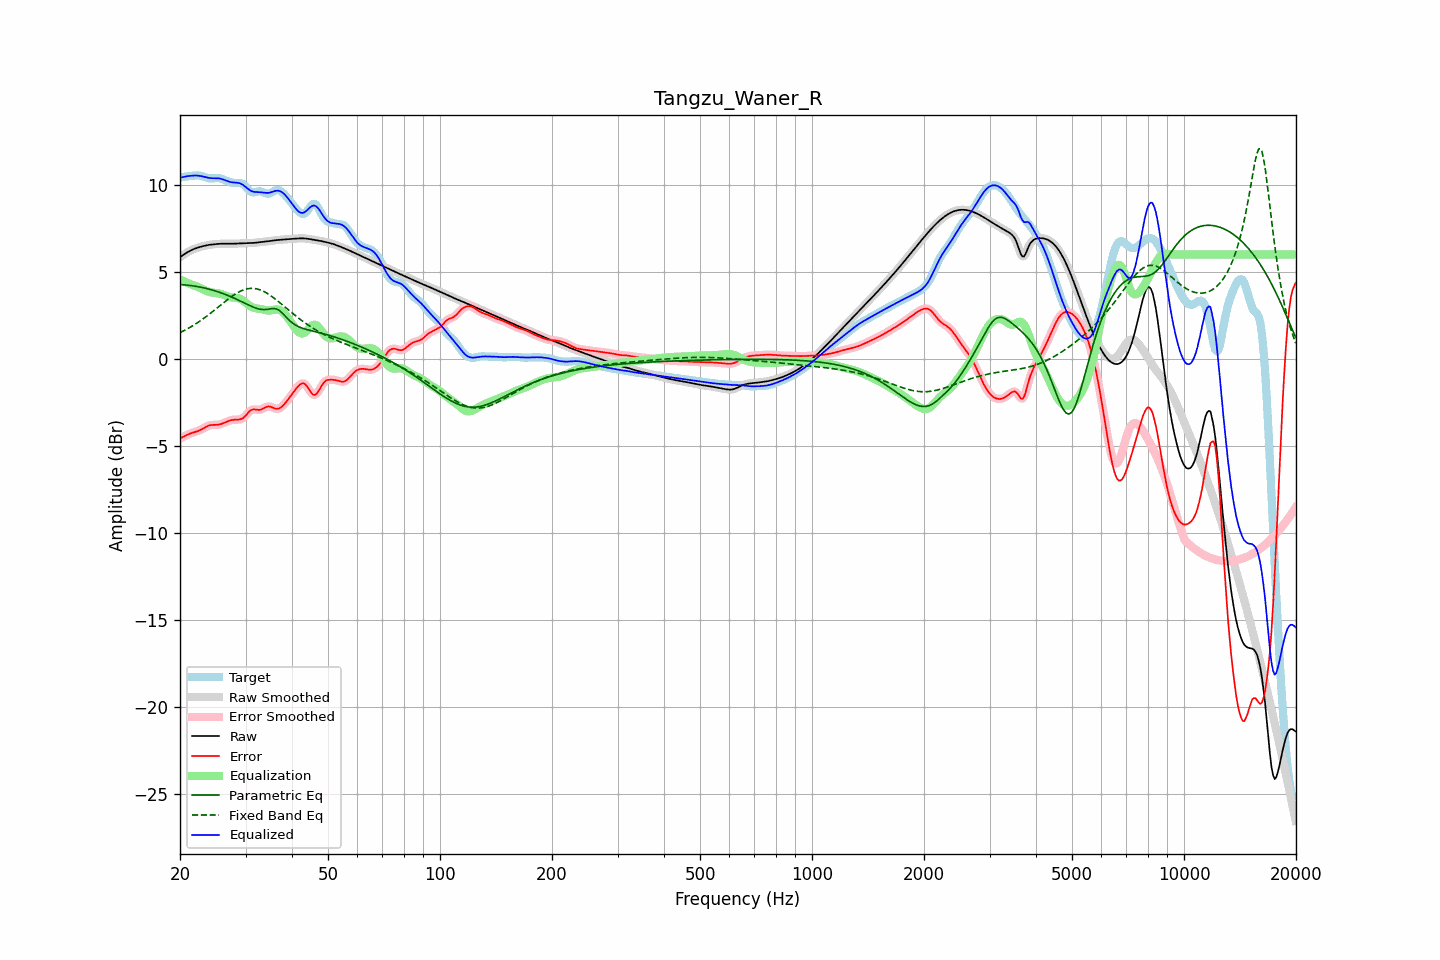 Tangzu_Waner_R
10
5
0
−5
−10
−15
−20
−25
Amplitude (dBr)
Target
Raw Smoothed
Error Smoothed
Raw
Error
Equalization
Parametric Eq
Fixed Band Eq
Equalized
20 50 100 200 500 1000 2000 5000 10000 20000
Frequency (Hz)